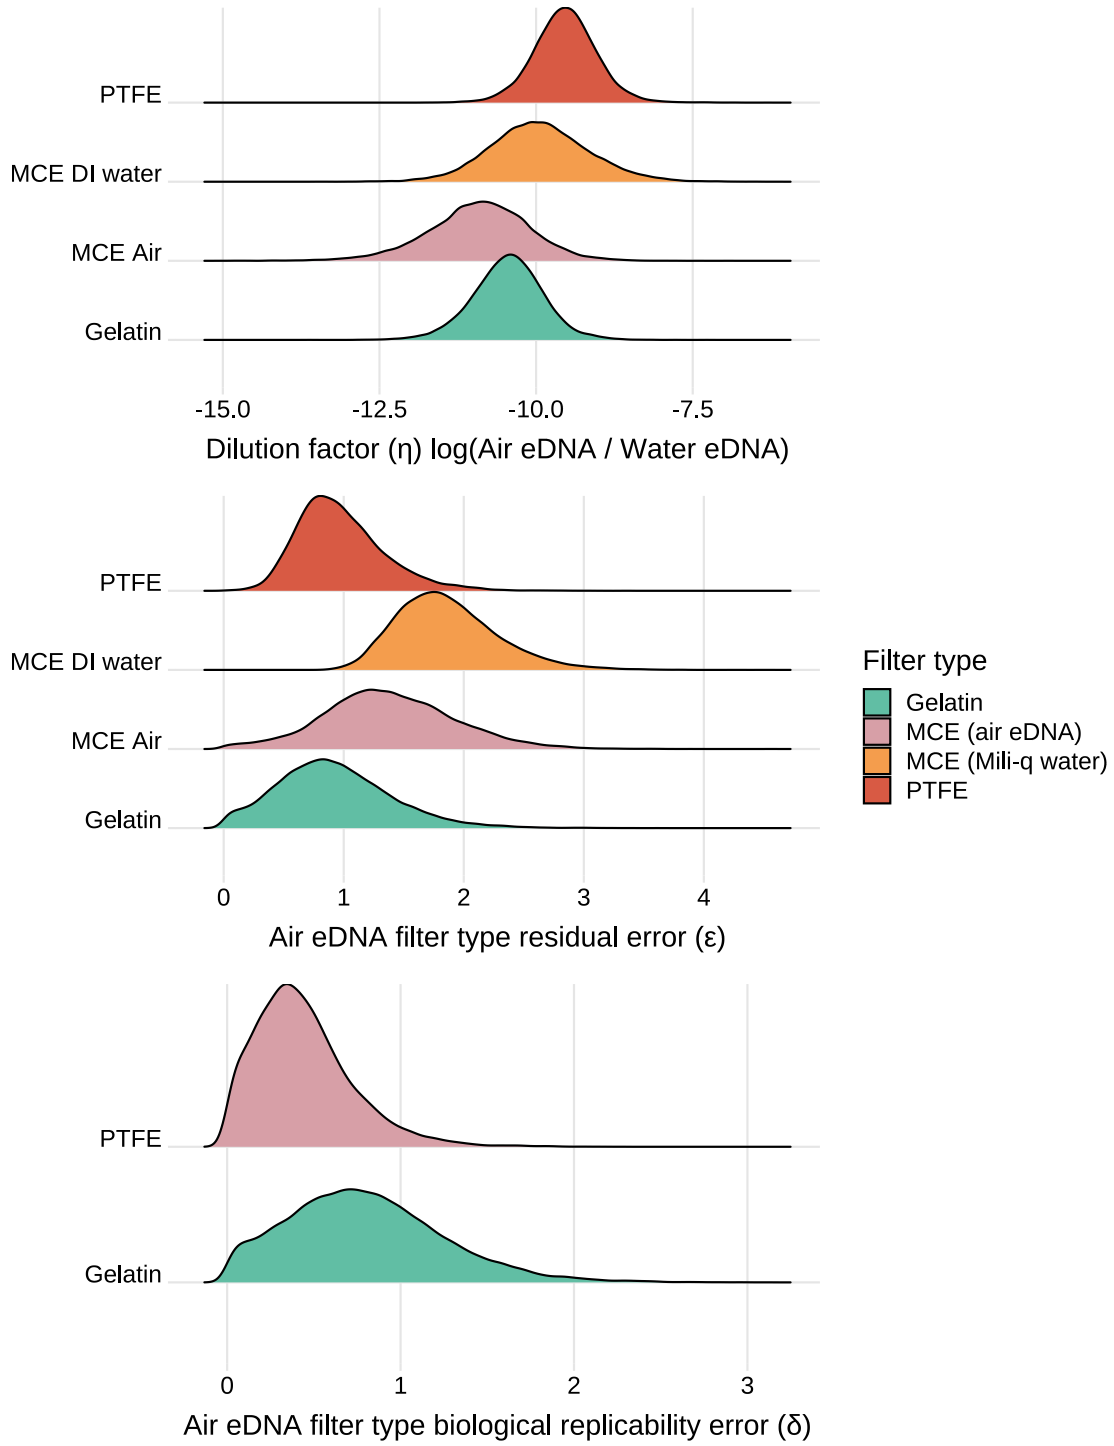 PTFE
MCE DI water
MCE Air
Gelatin
-15.0 -12.5 -10.0 -7.5
Dilution factor (η) log(Air eDNA / Water eDNA)
PTFE
MCE DI water
MCE Air
Gelatin
0 1 2 3 4
Air eDNA filter type residual error (ε)
Filter type
Gelatin
MCE (air eDNA)
MCE (Mili-q water)
PTFE
PTFE
Gelatin
0 1 2 3
Air eDNA filter type biological replicability error (δ)